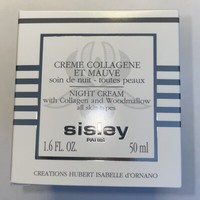 CREME COLLAGENE
ET MAUVE
soin de nuit - toutes peaux
NIGHT CREAM
with Collagen and Woodmallow
all skin types
sisley
PARIS
1.6 FL. OZ. 50 ml
CREATIONS HUBERT ISABELLE d'ORNANO